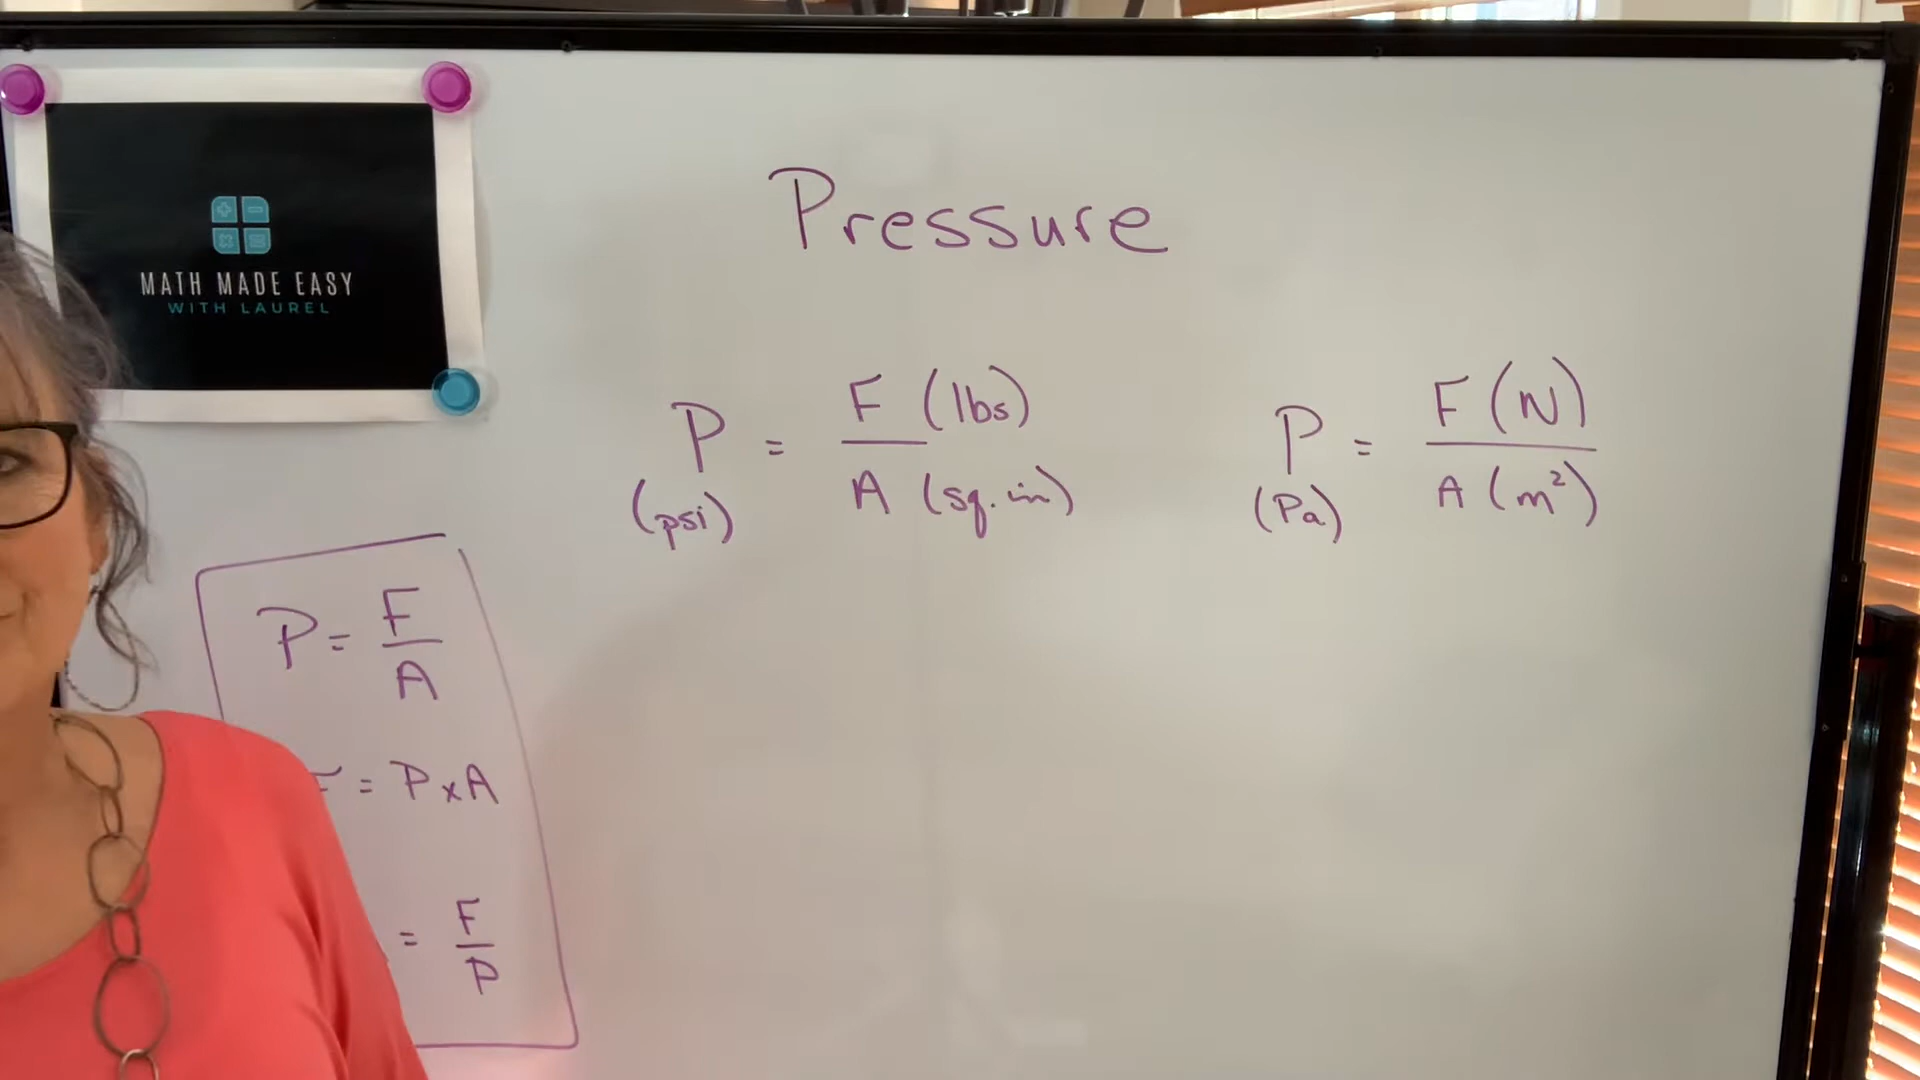 MATH MADE EASY
WITH LAUREL
Pressure
P (psi) = F (lbs) / A (sq. in)
P (Pa) = F (N) / A (m²)
P = F / A
= P x A
= F / P